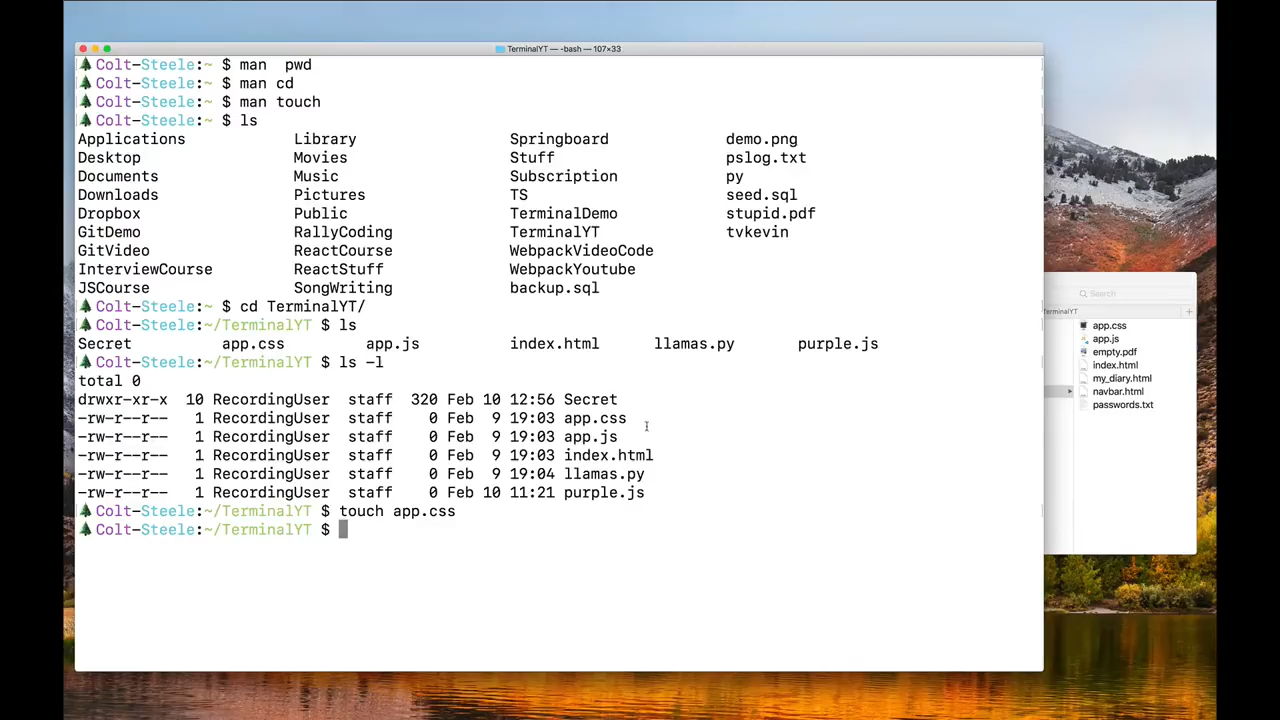 TerminalYT — -bash — 107×33
Colt-Steele:~ $ man  pwd
Colt-Steele:~ $ man cd
Colt-Steele:~ $ man touch
Colt-Steele:~ $ ls
Applications Library Springboard demo.png
Desktop Movies Stuff pslog.txt
Documents Music Subscription py
Downloads Pictures TS seed.sql
Dropbox Public TerminalDemo stupid.pdf
GitDemo RallyCoding TerminalYT tvkevin
GitVideo ReactCourse WebpackVideoCode
InterviewCourse ReactStuff WebpackYoutube
JSCourse SongWriting backup.sql
Colt-Steele:~ $ cd TerminalYT/
Colt-Steele:~/TerminalYT $ ls
Secret app.css app.js index.html llamas.py purple.js
Colt-Steele:~/TerminalYT $ ls -l
total 0
drwxr-xr-x  10 RecordingUser  staff  320 Feb 10 12:56 Secret
-rw-r--r--   1 RecordingUser  staff    0 Feb  9 19:03 app.css
-rw-r--r--   1 RecordingUser  staff    0 Feb  9 19:03 app.js
-rw-r--r--   1 RecordingUser  staff    0 Feb  9 19:03 index.html
-rw-r--r--   1 RecordingUser  staff    0 Feb  9 19:04 llamas.py
-rw-r--r--   1 RecordingUser  staff    0 Feb 10 11:21 purple.js
Colt-Steele:~/TerminalYT $ touch app.css
Colt-Steele:~/TerminalYT $
Search
erminalYT
app.css
app.js
empty.pdf
index.html
my_diary.html
navbar.html
passwords.txt